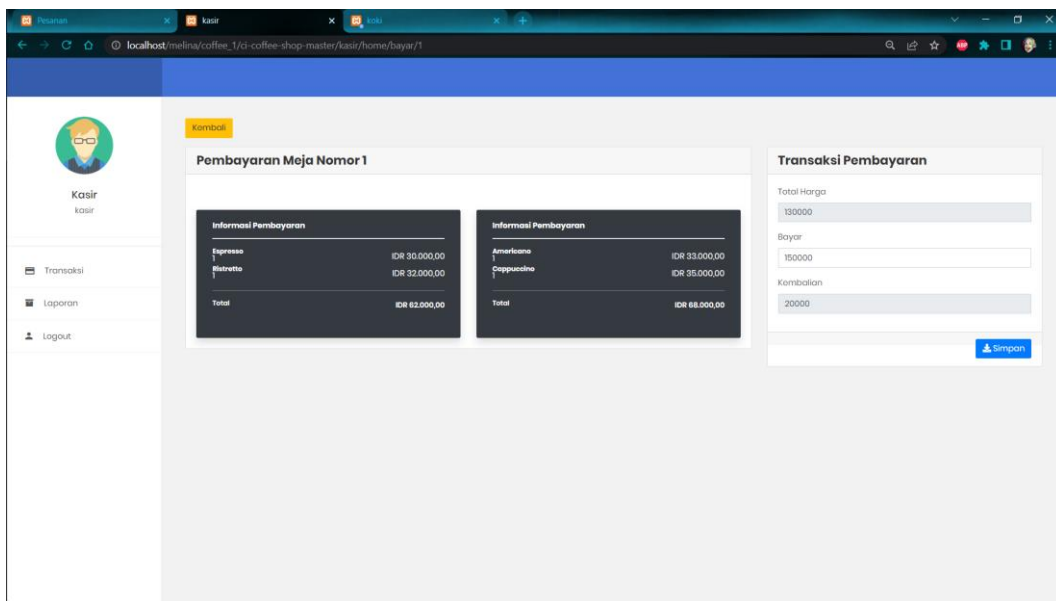 Pesanan
kasir
koki
localhost/melina/coffee_1/ci-coffee-shop-master/kasir/home/bayar/1
ABP
Kasir
kasir
Transaksi
Laporan
Logout
Kembali
Pembayaran Meja Nomor 1
Informasi Pembayaran
Espresso
1
IDR 30.000,00
Ristretto
1
IDR 32.000,00
Total
IDR 62.000,00
Informasi Pembayaran
Americano
1
IDR 33.000,00
Cappuccino
1
IDR 35.000,00
Total
IDR 68.000,00
Transaksi Pembayaran
Total Harga
130000
Bayar
150000
Kembalian
20000
Simpan